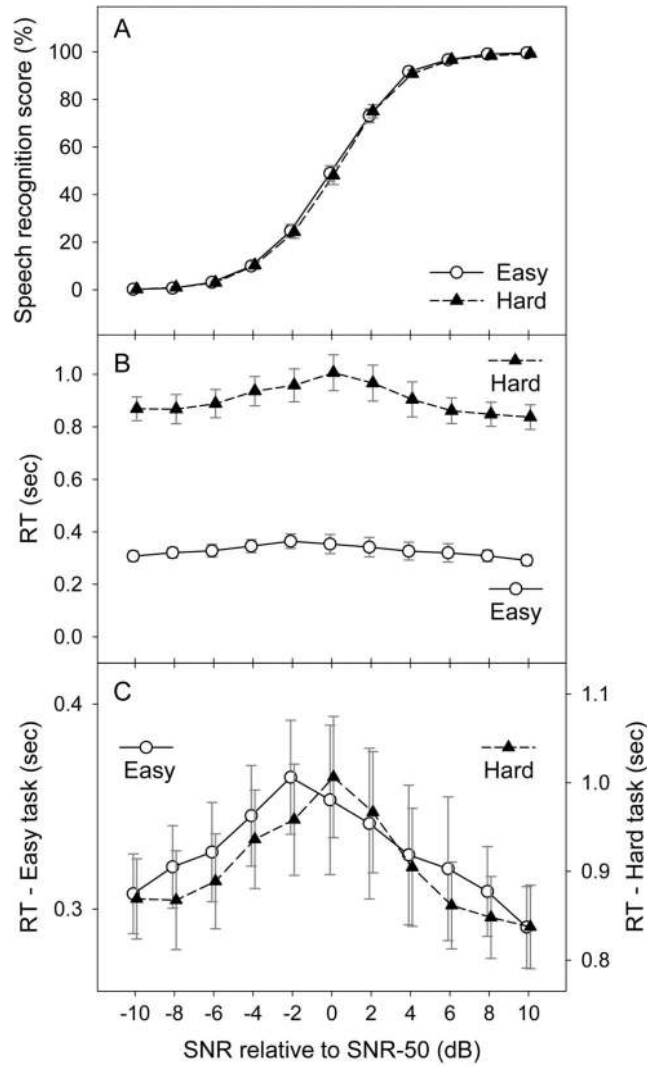 A
Speech recognition score (%)
100
80
60
40
20
0
Easy
Hard
B
RT (sec)
1.0
0.8
0.6
0.4
0.2
0.0
Hard
Easy
C
RT - Easy task (sec)
0.4
0.3
Easy
Hard
1.1
1.0
0.9
0.8
RT - Hard task (sec)
-10 -8 -6 -4 -2 0 2 4 6 8 10
SNR relative to SNR-50 (dB)